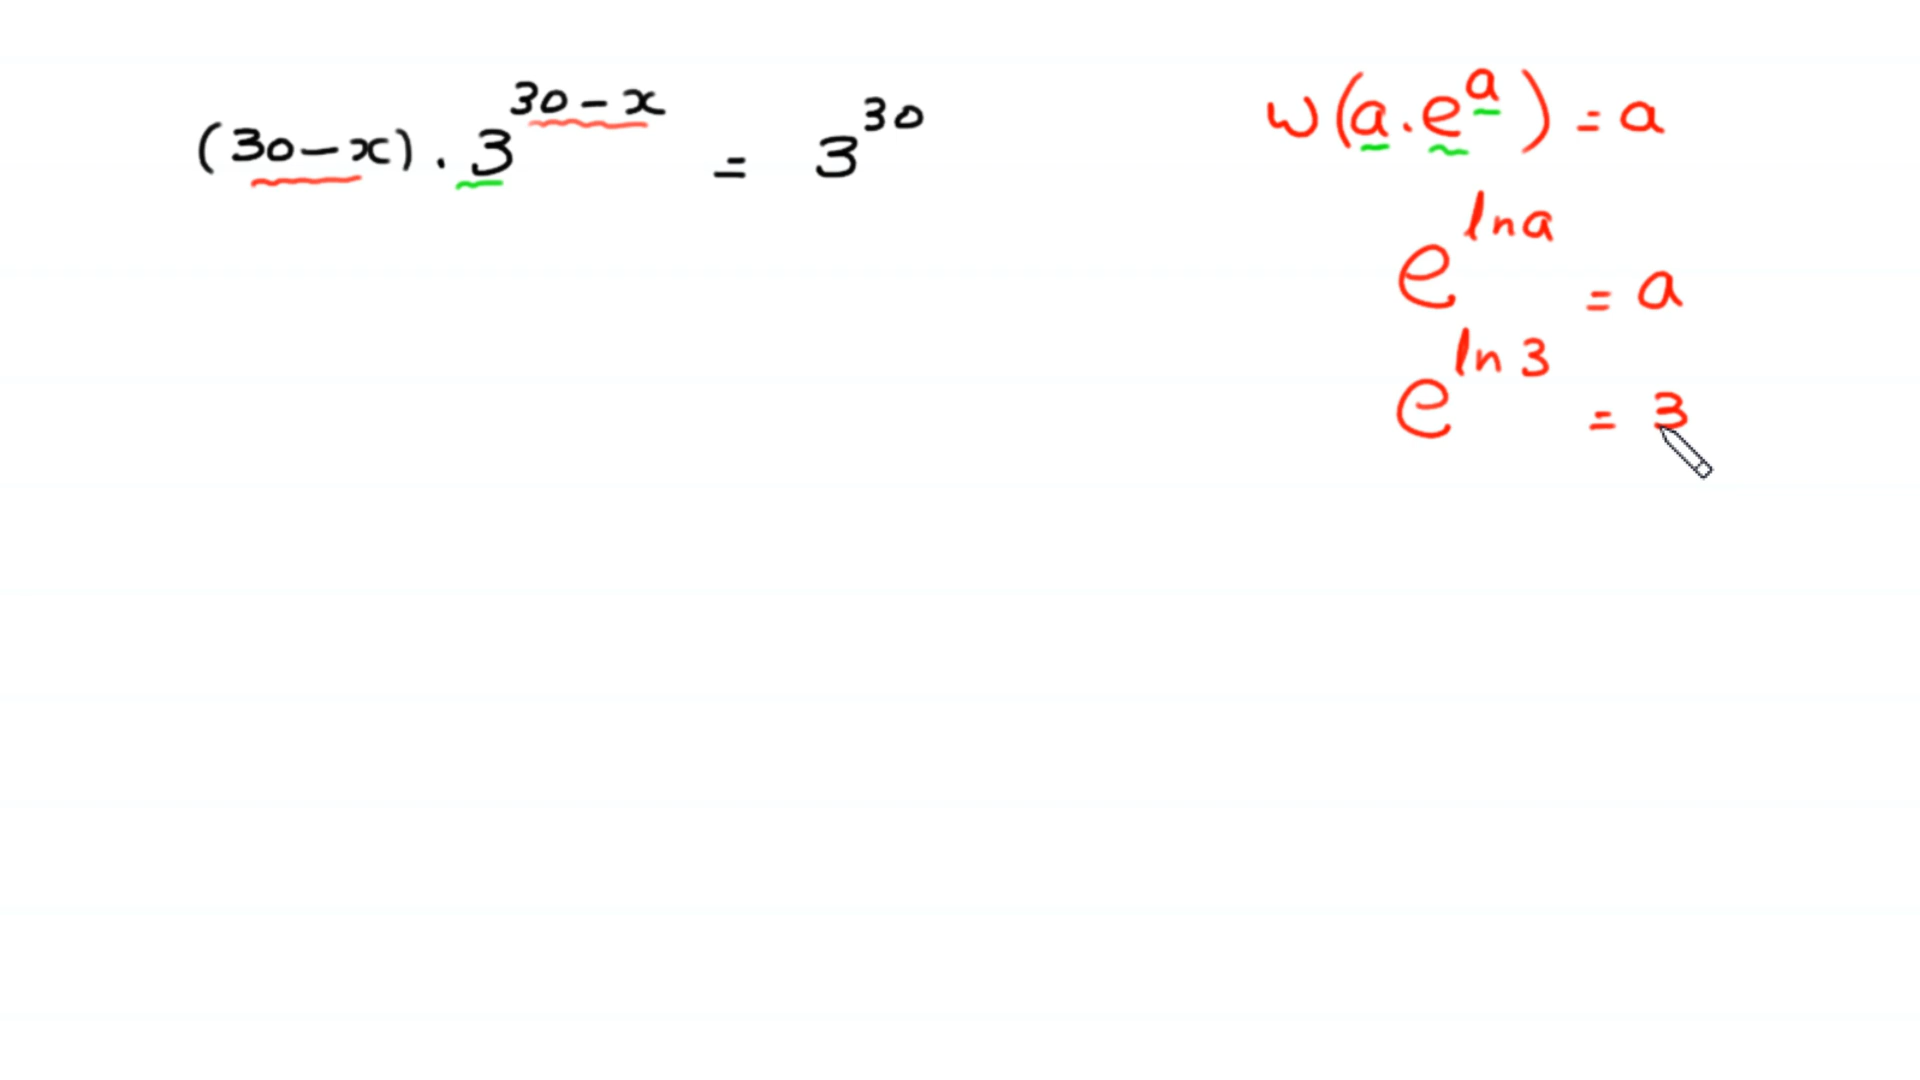 (30-x) · 3^{30-x} = 3^{30}
w(a·e^{a}) = a
e^{ln a} = a
e^{ln 3} = 3